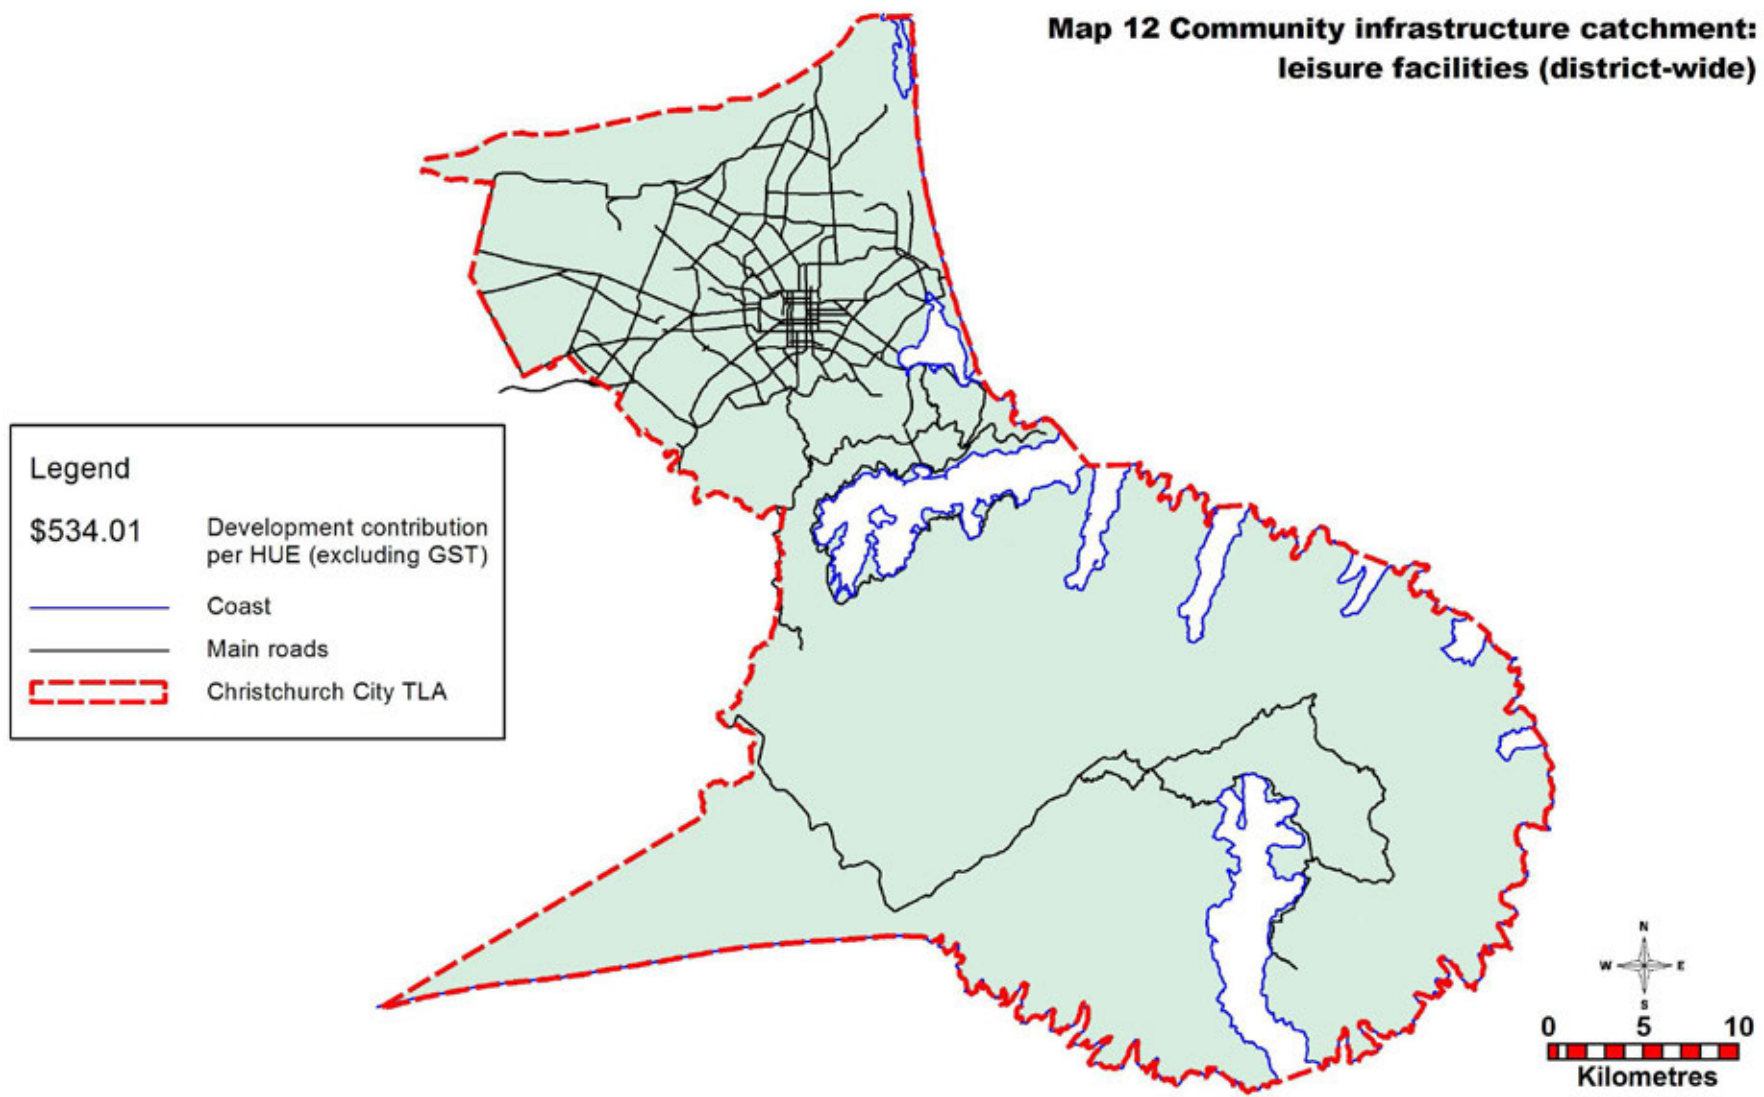 Map 12 Community infrastructure catchment:
leisure facilities (district-wide)
Legend
$534.01
Development contribution
per HUE (excluding GST)
Coast
Main roads
Christchurch City TLA
N
W E
S
0 5 10
Kilometres